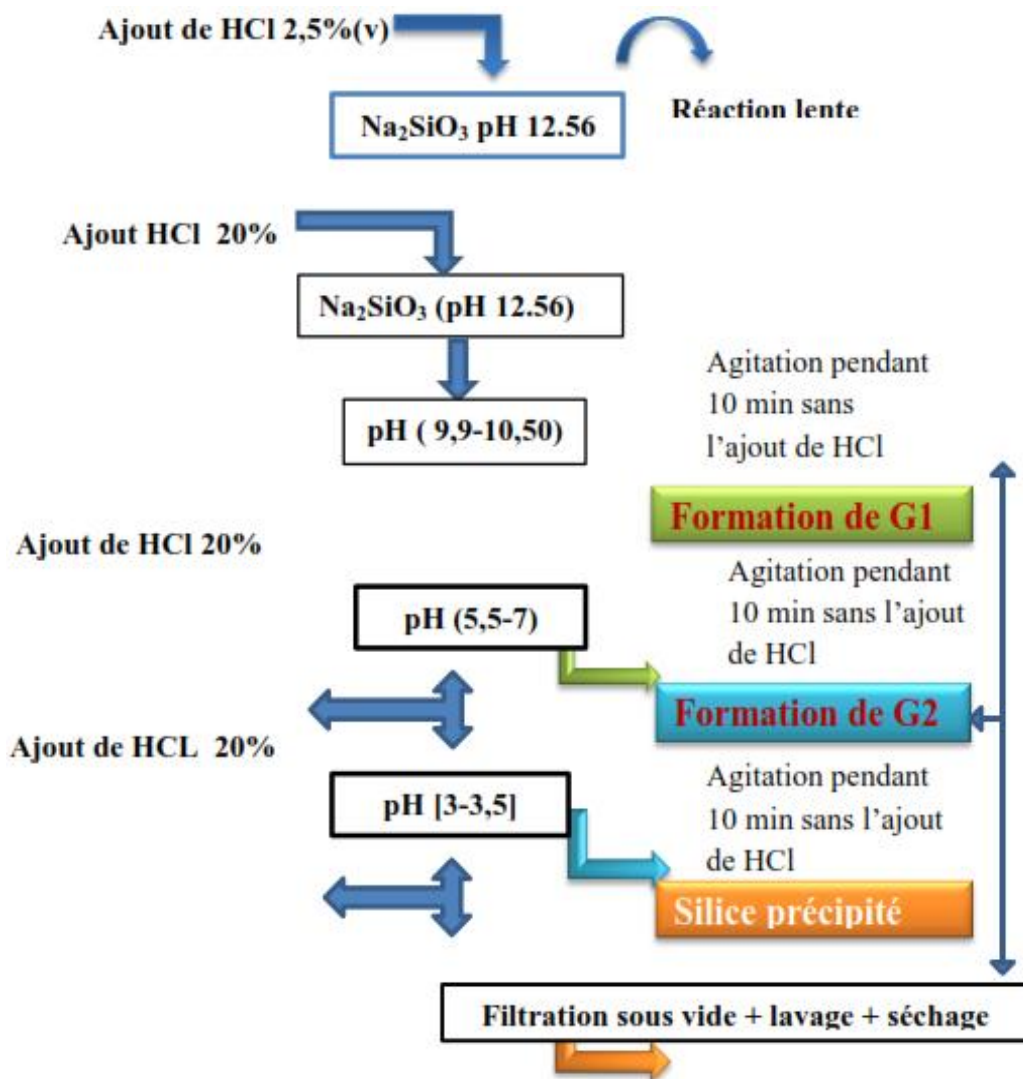 Ajout de HCl 2,5%(v)
Na₂SiO₃ pH 12.56
Réaction lente
Ajout HCl 20%
Na₂SiO₃ (pH 12.56)
pH ( 9,9-10,50)
Agitation pendant
10 min sans
l’ajout de HCl
Formation de G1
Ajout de HCl 20%
pH (5,5-7)
Agitation pendant
10 min sans l’ajout
de HCl
Formation de G2
Ajout de HCL 20%
pH [3-3,5]
Agitation pendant
10 min sans l’ajout
de HCl
Silice précipité
Filtration sous vide + lavage + séchage